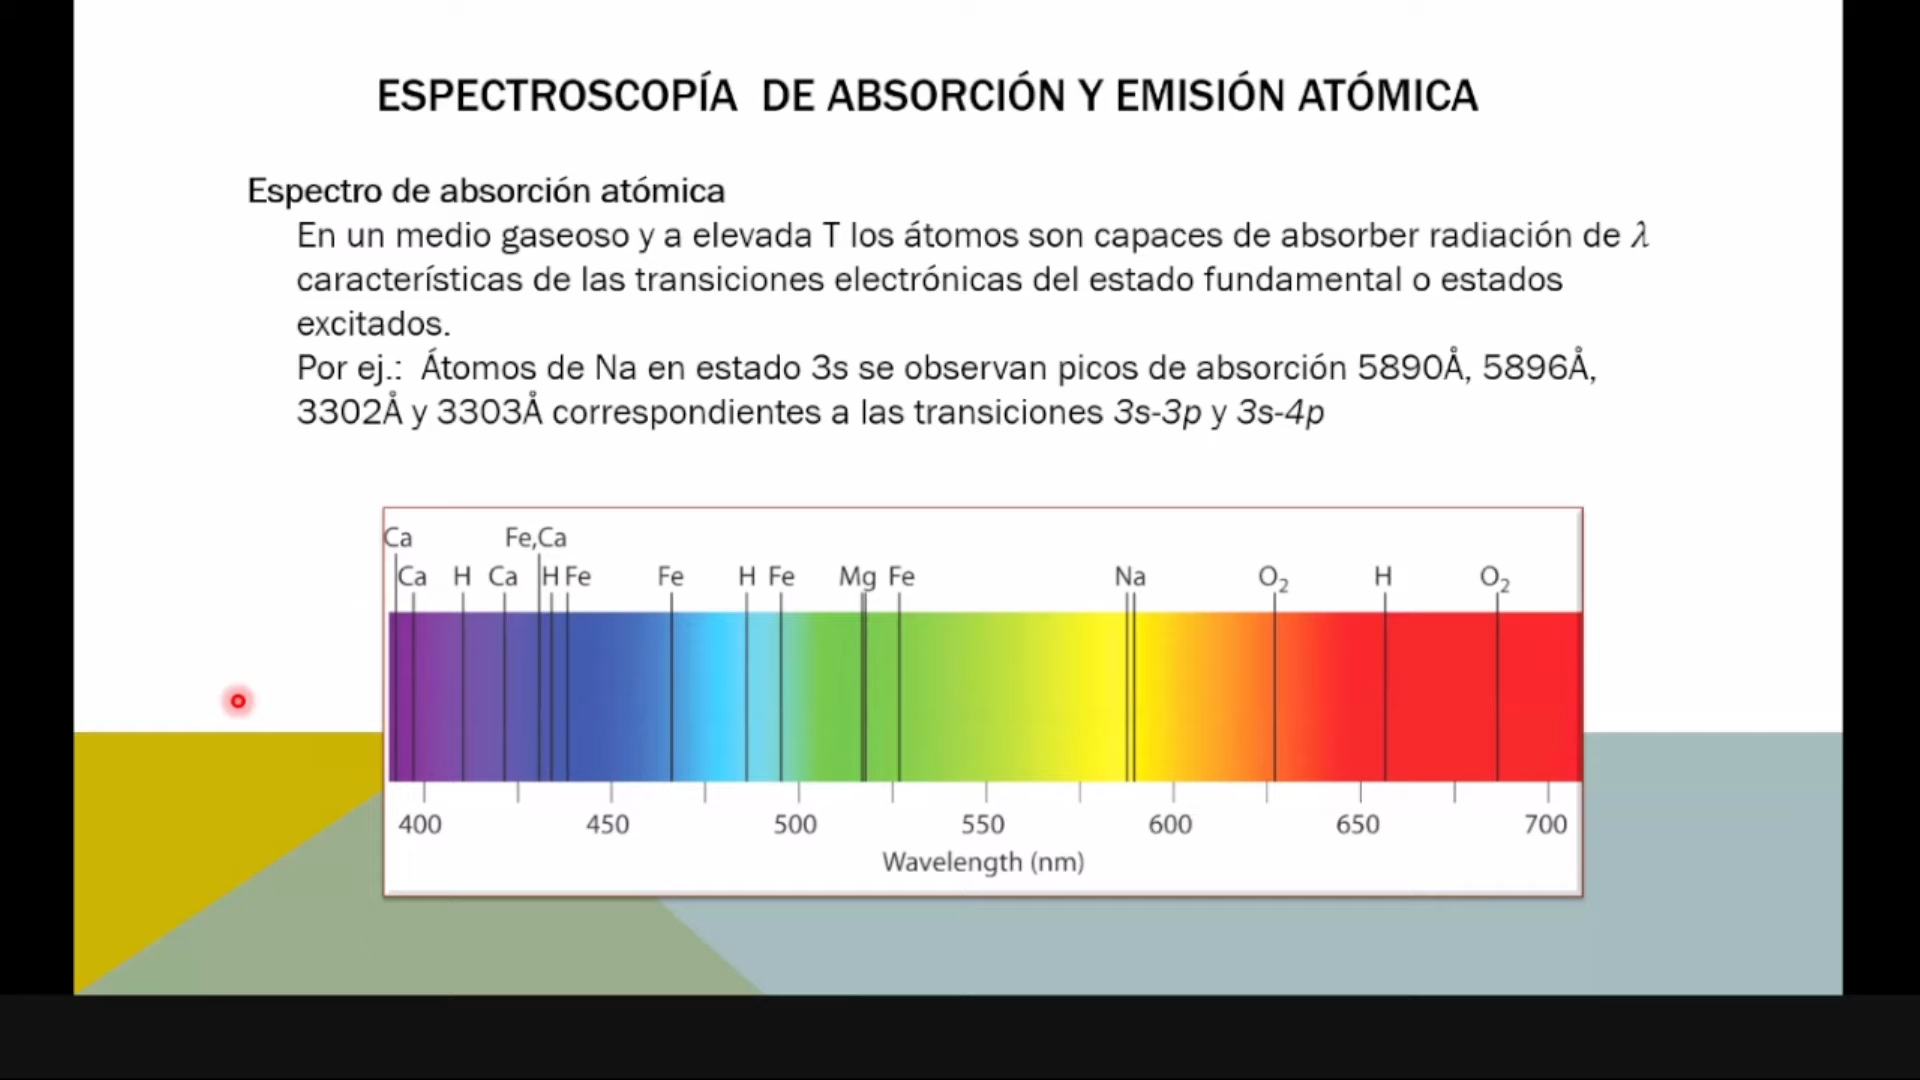 ESPECTROSCOPÍA DE ABSORCIÓN Y EMISIÓN ATÓMICA
Espectro de absorción atómica
En un medio gaseoso y a elevada T los átomos son capaces de absorber radiación de λ
características de las transiciones electrónicas del estado fundamental o estados
excitados.
Por ej.: Átomos de Na en estado 3s se observan picos de absorción 5890Å, 5896Å,
3302Å y 3303Å correspondientes a las transiciones 3s-3p y 3s-4p
Ca Fe,Ca
Ca H Ca H Fe Fe H Fe Mg Fe Na O₂ H O₂
400 450 500 550 600 650 700
Wavelength (nm)